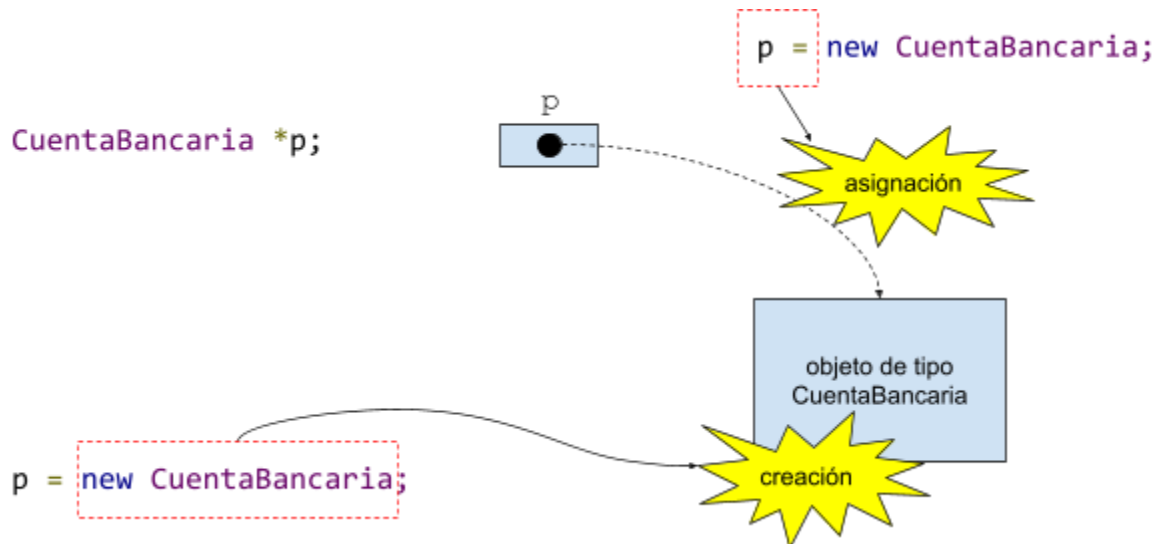 p = new CuentaBancaria;
p
CuentaBancaria *p;
asignación
objeto de tipo
CuentaBancaria
creación
p = new CuentaBancaria;